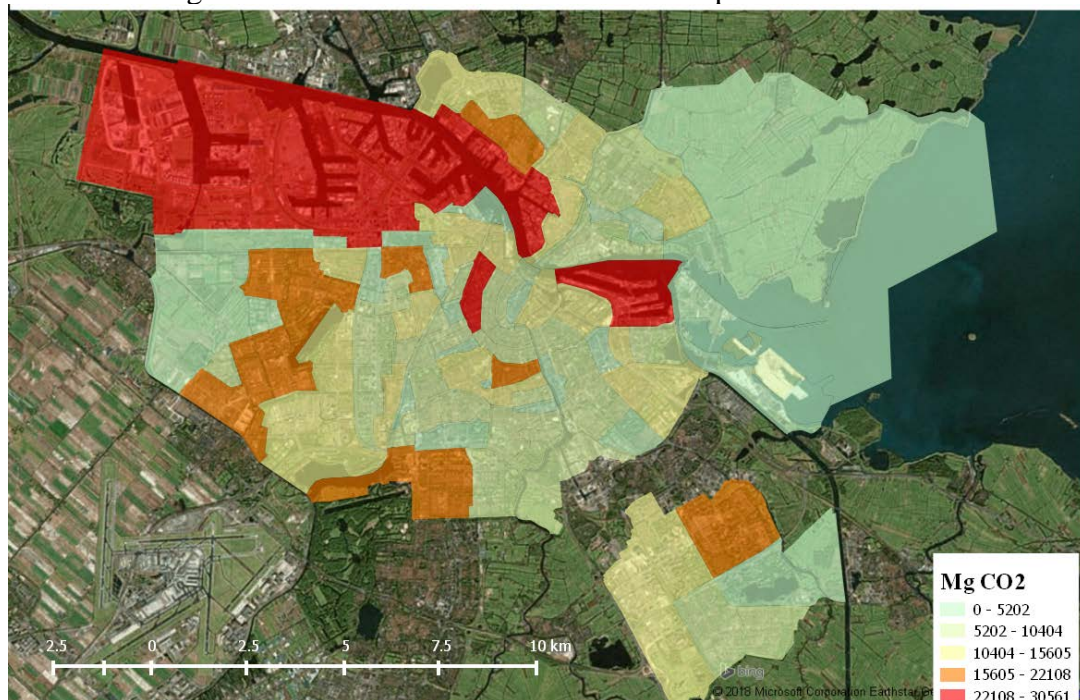 2.5 0 2.5 5 7.5 10 km
bing
© 2018 Microsoft Corporation Earthstar
Mg CO2
0 - 5202
5202 - 10404
10404 - 15605
15605 - 22108
22108 - 30561